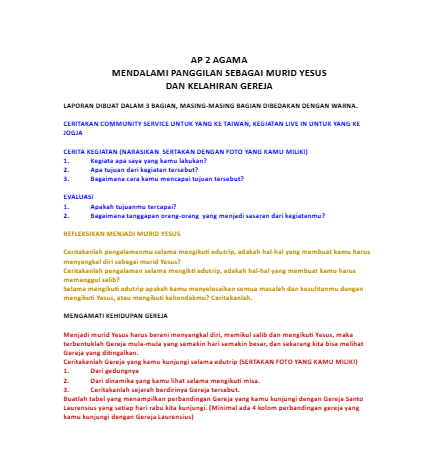 AP 2 AGAMA
MENDALAMI PANGGILAN SEBAGAI MURID YESUS
DAN KELAHIRAN GEREJA
LAPORAN DIBUAT DALAM 3 BAGIAN, MASING-MASING BAGIAN DIBEDAKAN DENGAN WARNA.
CERITAKAN COMMUNITY SERVICE UNTUK YANG KE TAIWAN, KEGIATAN LIVE IN UNTUK YANG KE
JOGJA
CERITA KEGIATAN (NARASIKAN SERTAKAN DENGAN FOTO YANG KAMU MILIKI)
1. Kegiata apa saya yang kamu lakukan?
2. Apa tujuan dari kegiatan tersebut?
3. Bagaimana cara kamu mencapai tujuan tersebut?
EVALUASI
1. Apakah tujuanmu tercapai?
2. Bagaimana tanggapan orang-orang yang menjadi sasaran dari kegiatanmu?
REFLEKSIKAN MENJADI MURID YESUS
Ceritakanlah pengalamanmu selama mengikuti edutrip, adakah hal-hal yang membuat kamu harus
menyangkal diri sebagai murid Yesus?
Ceritakanlah pengalaman selama mengikti edutrip, adakah hal-hal yang membuat kamu harus
memanggul salib?
Selama mengikuti edutrip apakah kamu menyelesaikan semua masalah dan kesulitanmu dengan
mengikuti Yesus, atau mengikuti kehendakmu? Ceritakanlah.
MENGAMATI KEHIDUPAN GEREJA
Menjadi murid Yesus harus berani menyangkal diri, memikul salib dan mengikuti Yesus, maka
terbentuklah Gereja mula-mula yang semakin hari semakin besar, dan sekarang kita bisa melihat
Gereja yang ditingalkan.
Ceritakanlah Gereja yang kamu kunjungi selama edutrip (SERTAKAN FOTO YANG KAMU MILIKI)
1. Dari gedungnya
2. Dari dinamika yang kamu lihat selama mengikuti misa.
3. Ceritakanlah sejarah berdirinya Gereja tersebut.
Buatlah tabel yang menampilkan perbandingan Gereja yang kamu kunjungi dengan Gereja Santo
Laurensius yang setiap hari rabu kita kunjungi. (Minimal ada 4 kolom perbandingan gereja yang
kamu kunjungi dengan Gereja Laurensius)